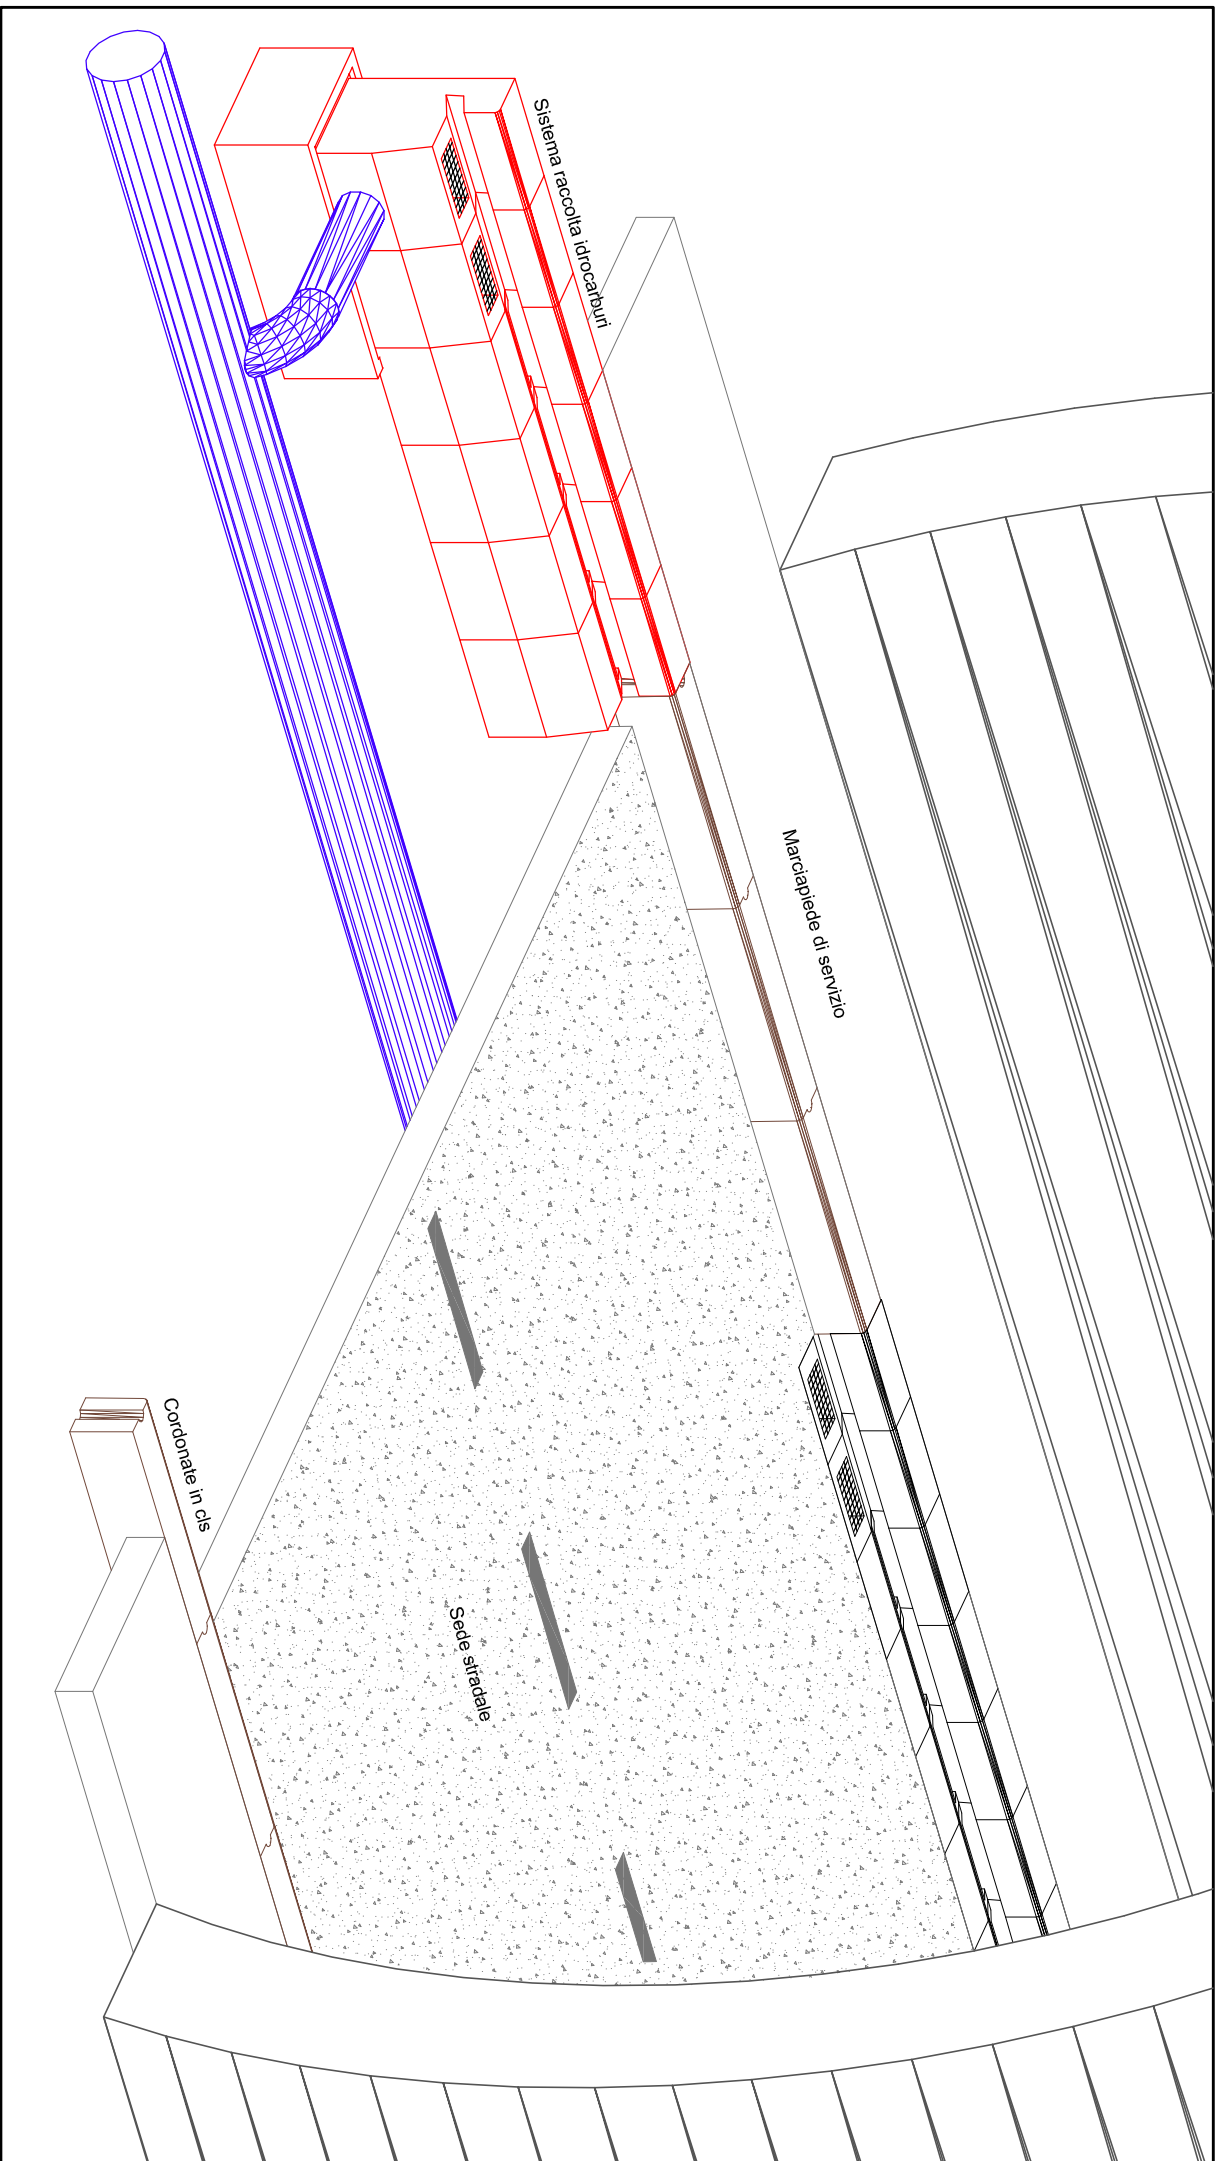 Sistema raccolta idrocarburi
Marciapiede di servizio
Cordonate in cls
Sede stradale